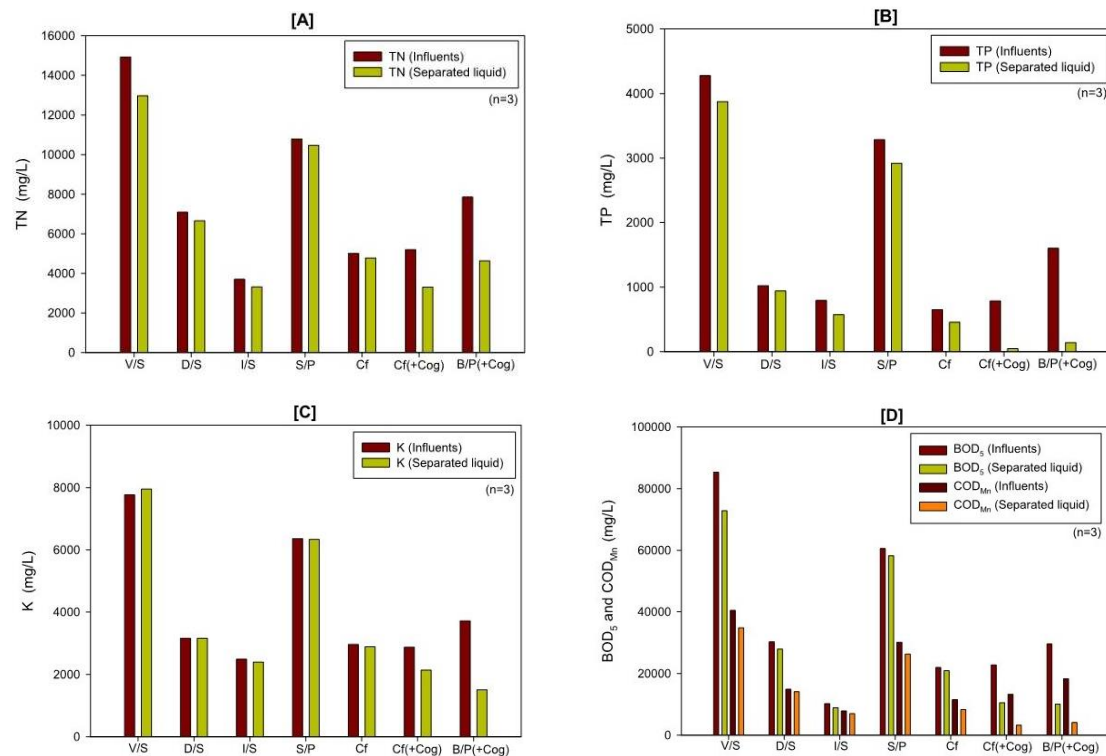 [A]
16000
14000
12000
10000
8000
6000
4000
2000
0
TN (mg/L)
TN (Influents)
TN (Separated liquid)
(n=3)
V/S D/S I/S S/P Cf Cf(+Cog) B/P(+Cog)
[B]
5000
4000
3000
2000
1000
0
TP (mg/L)
TP (Influents)
TP (Separated liquid)
(n=3)
V/S D/S I/S S/P Cf Cf(+Cog) B/P(+Cog)
[C]
10000
8000
6000
4000
2000
0
K (mg/L)
K (Influents)
K (Separated liquid)
(n=3)
V/S D/S I/S S/P Cf Cf(+Cog) B/P(+Cog)
[D]
100000
80000
60000
40000
20000
0
BOD₅ and CODMn (mg/L)
BOD₅ (Influents)
BOD₅ (Separated liquid)
CODMn (Influents)
CODMn (Separated liquid)
(n=3)
V/S D/S I/S S/P Cf Cf(+Cog) B/P(+Cog)